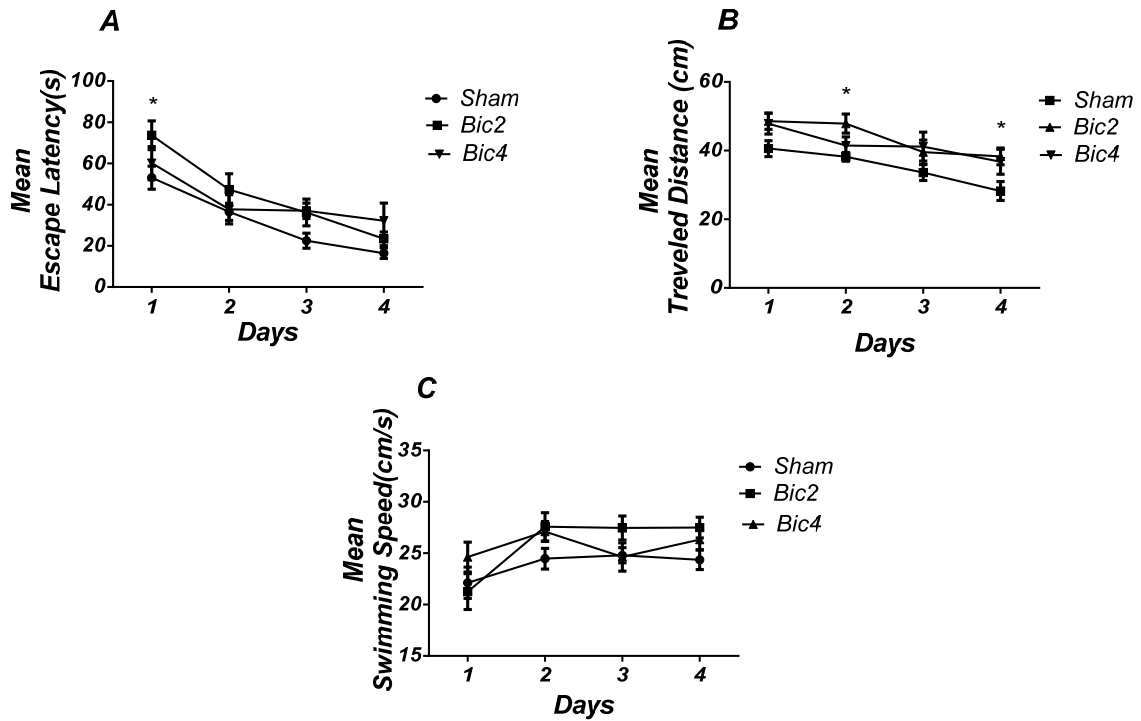 A
Mean
Escape Latency(s)
100
80
60
40
20
0
*
1 2 3 4
Days
Sham
Bic2
Bic4
B
Mean
Treveled Distance (cm)
60
40
20
0
*
*
1 2 3 4
Days
Sham
Bic2
Bic4
C
Mean
Swimming Speed(cm/s)
35
30
25
20
15
1 2 3 4
Days
Sham
Bic2
Bic4